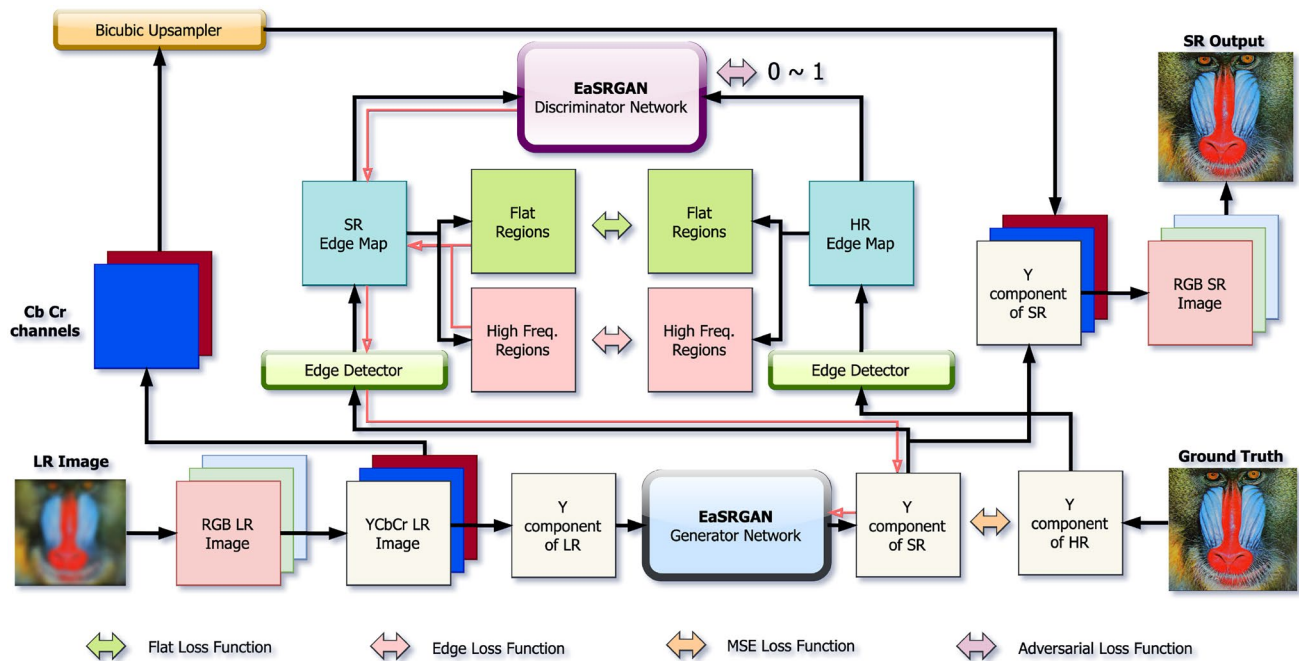 Bicubic Upsampler
SR Output
EaSRGAN
Discriminator Network
0 ~ 1
SR
Edge Map
Flat
Regions
Flat
Regions
HR
Edge Map
Cb Cr
channels
High Freq.
Regions
High Freq.
Regions
Y
component
of SR
RGB SR
Image
Edge Detector
Edge Detector
LR Image
Ground Truth
RGB LR
Image
YCbCr LR
Image
Y
component
of LR
EaSRGAN
Generator Network
Y
component
of SR
Y
component
of HR
Flat Loss Function
Edge Loss Function
MSE Loss Function
Adversarial Loss Function